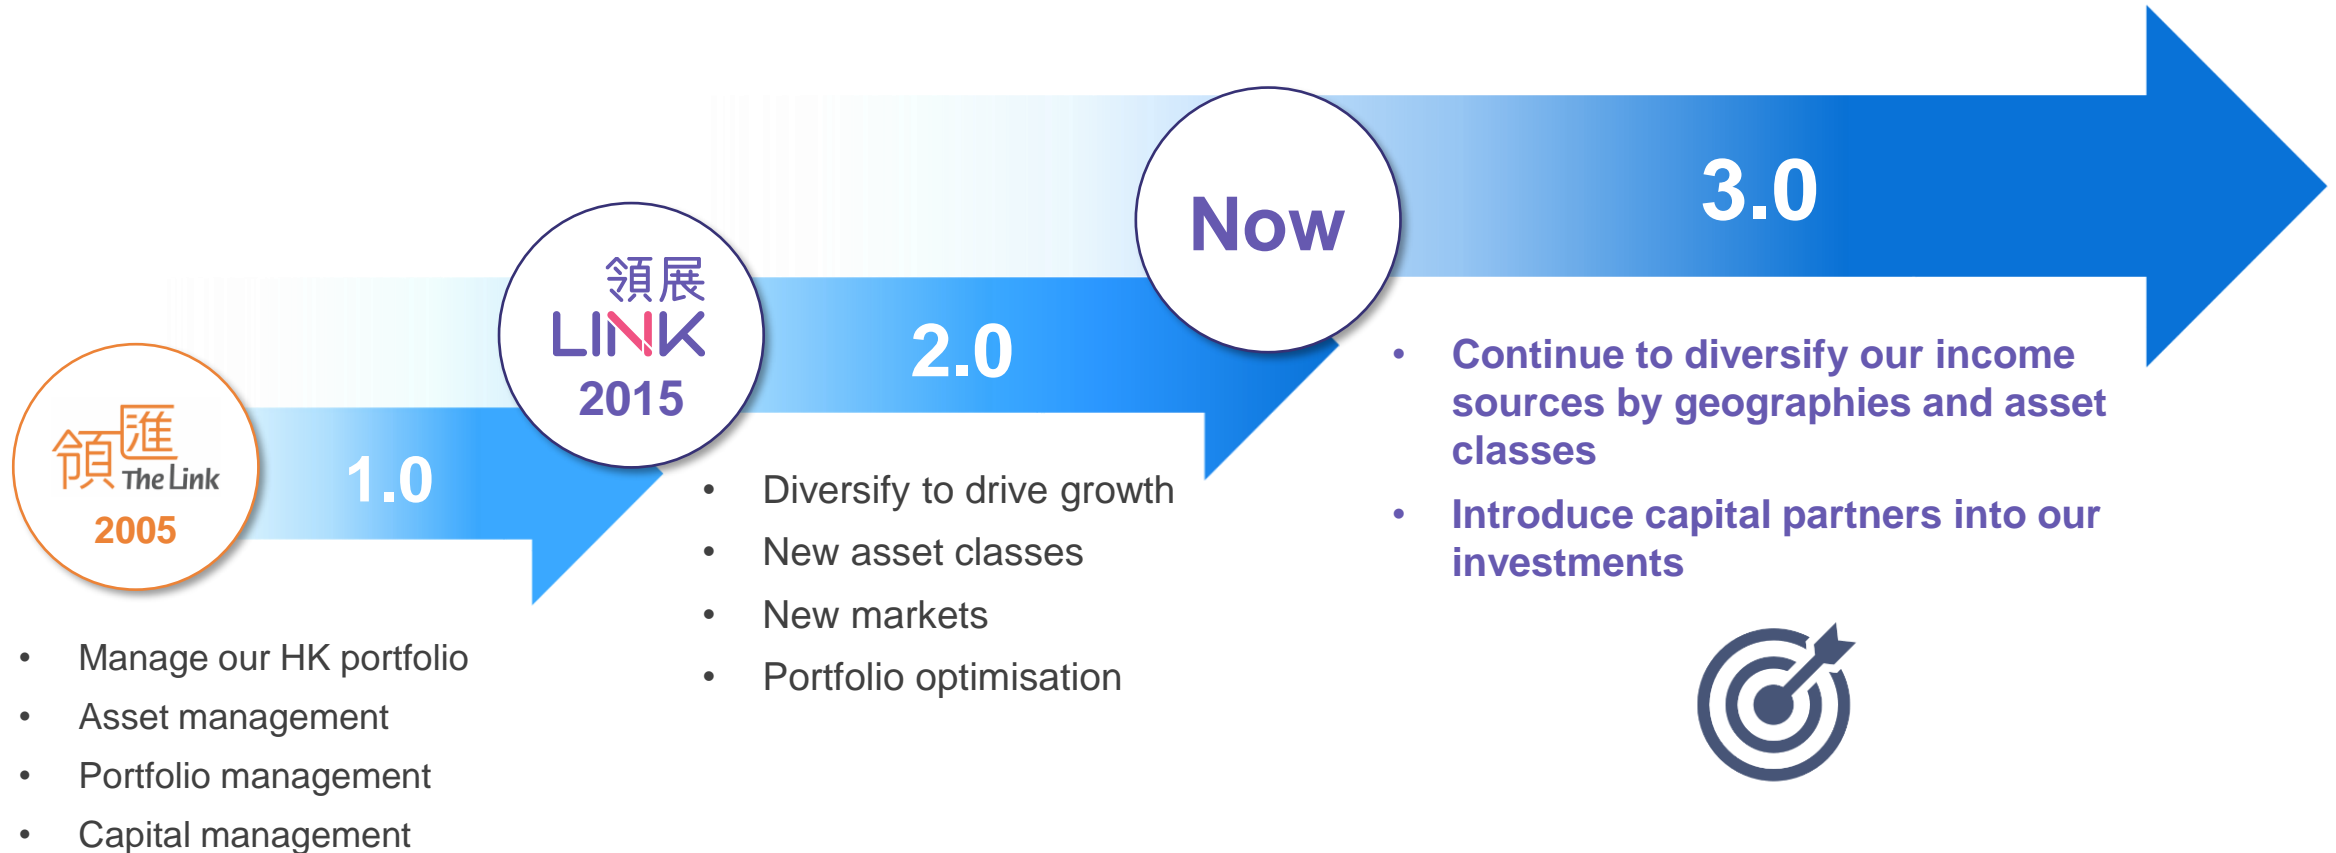 領匯
The Link
2005
1.0
• Manage our HK portfolio
• Asset management
• Portfolio management
• Capital management
領展
LINK
2015
2.0
• Diversify to drive growth
• New asset classes
• New markets
• Portfolio optimisation
Now
3.0
• Continue to diversify our income
sources by geographies and asset
classes
• Introduce capital partners into our
investments